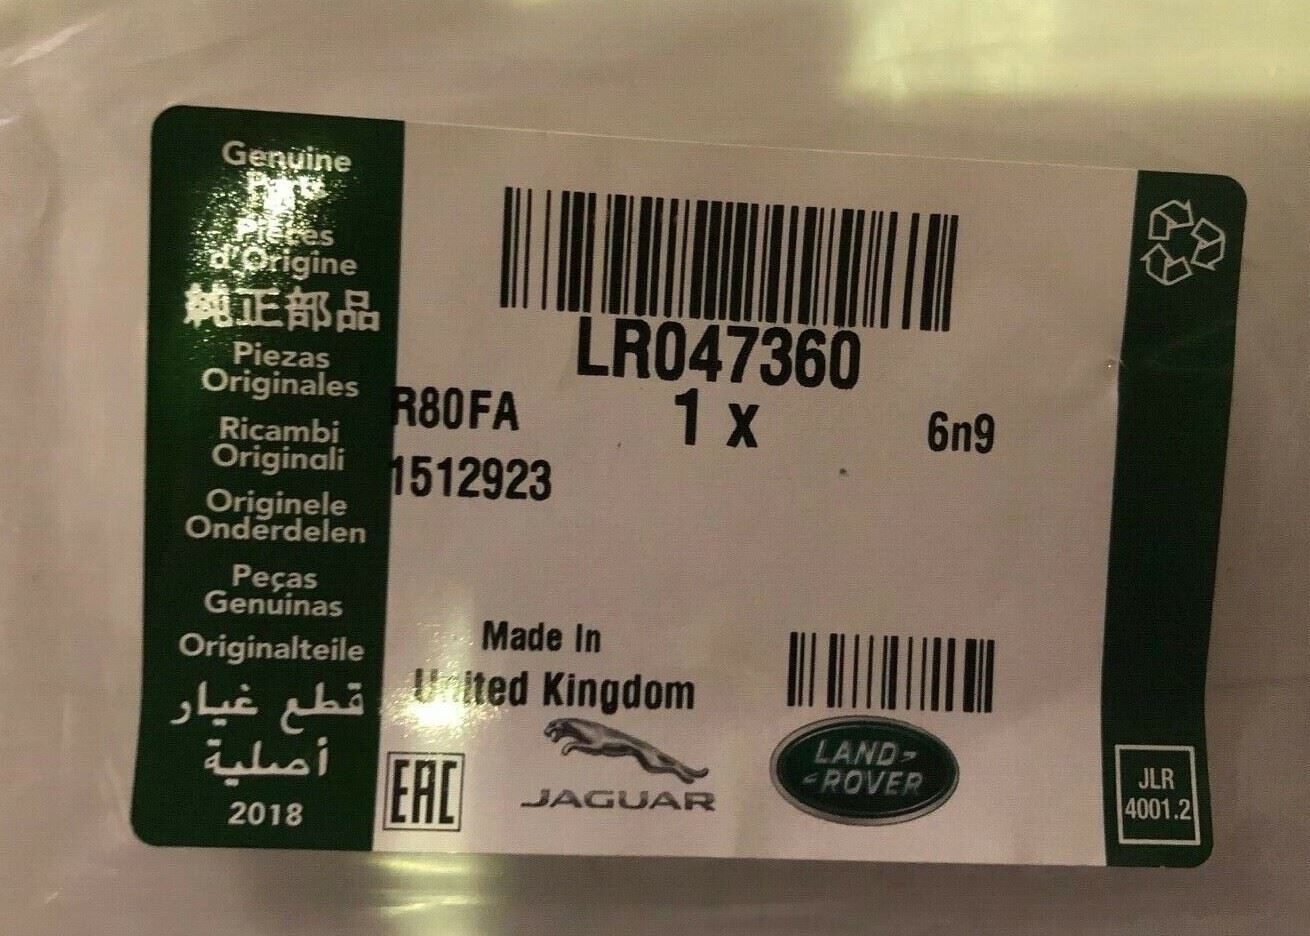 Genuine
Parts
Pièces
d'Origine
純正部品
Piezas
Originales
Ricambi
Originali
Originele
Onderdelen
Peças
Genuinas
Originalteile
قطع غيار
أصلية
2018
LR047360
R80FA
1 x
6n9
1512923
Made In
United Kingdom
EAC
JAGUAR
LAND-
-ROVER
JLR
4001.2